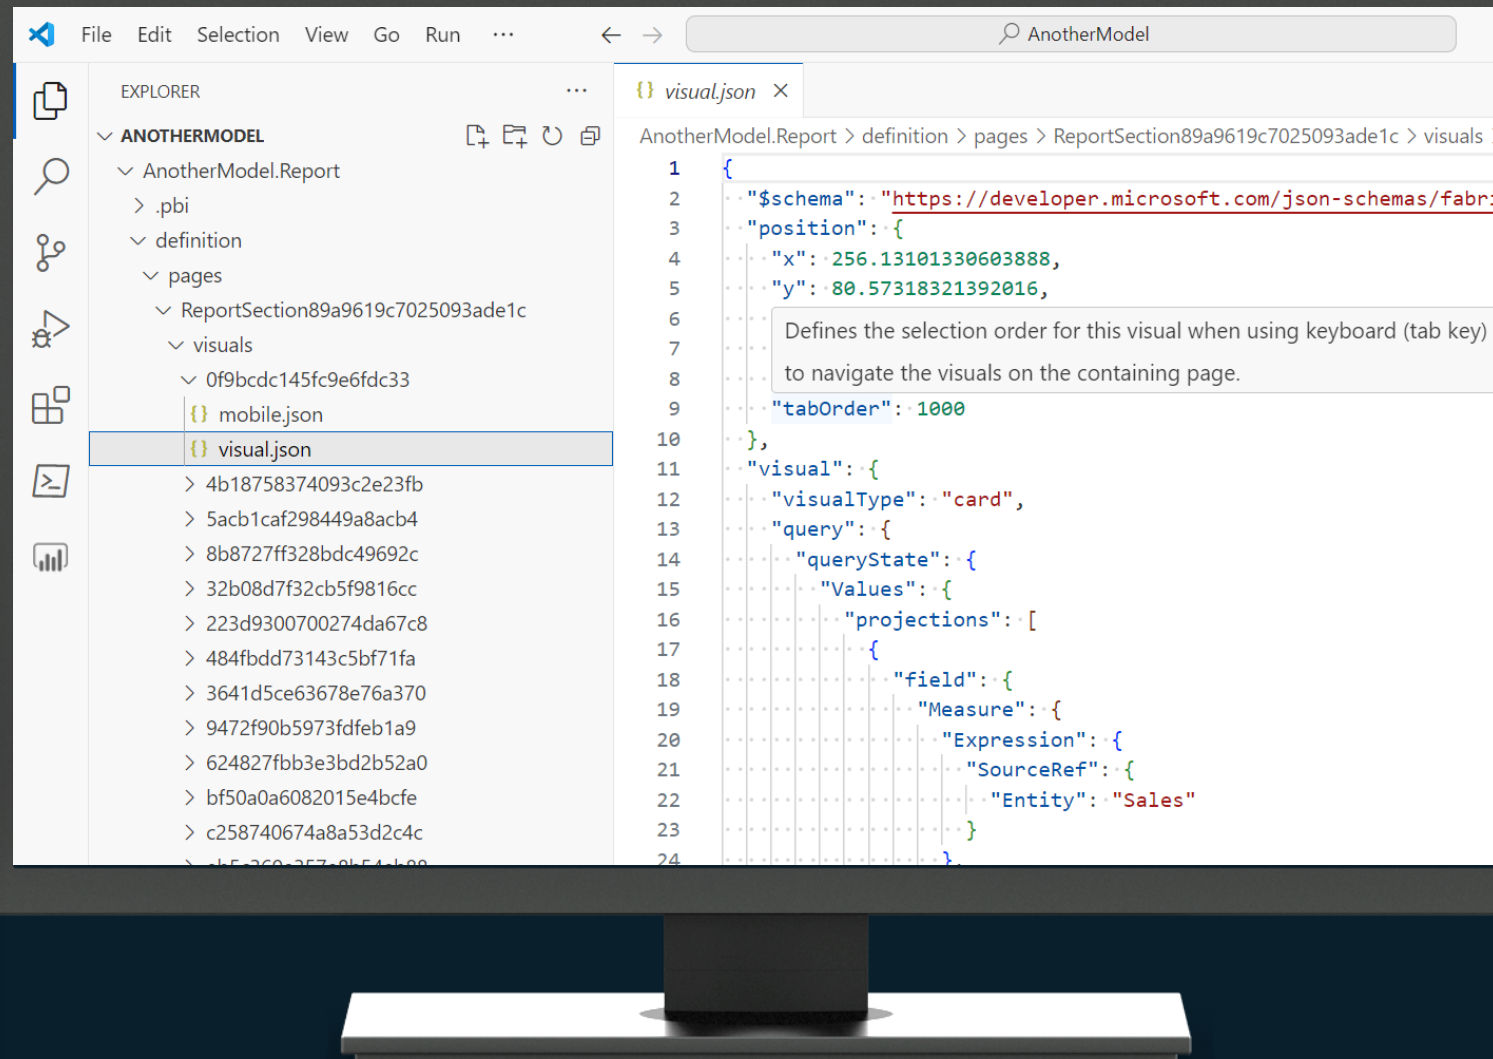 File Edit Selection View Go Run ··· AnotherModel
EXPLORER ···
ANOTHERMODEL
AnotherModel.Report
.pbi
definition
pages
ReportSection89a9619c7025093ade1c
visuals
0f9bcdc145fc9e6fdc33
{} mobile.json
{} visual.json
4b18758374093c2e23fb
5acb1caf298449a8acb4
8b8727ff328bdc49692c
32b08d7f32cb5f9816cc
223d9300700274da67c8
484fbdd73143c5bf71fa
3641d5ce63678e76a370
9472f90b5973fdfeb1a9
624827fbb3e3bd2b52a0
bf50a0a6082015e4bcfe
c258740674a8a53d2c4c
{} visual.json
AnotherModel.Report > definition > pages > ReportSection89a9619c7025093ade1c > visuals
1 {
2 "$schema": "https://developer.microsoft.com/json-schemas/fabri
3 "position": {
4 "x": 256.13101330603888,
5 "y": 80.57318321392016,
6
7
8
Defines the selection order for this visual when using keyboard (tab key)
to navigate the visuals on the containing page.
9 "tabOrder": 1000
10 },
11 "visual": {
12 "visualType": "card",
13 "query": {
14 "queryState": {
15 "Values": {
16 "projections": [
17 {
18 "field": {
19 "Measure": {
20 "Expression": {
21 "SourceRef": {
22 "Entity": "Sales"
23 }
24 },